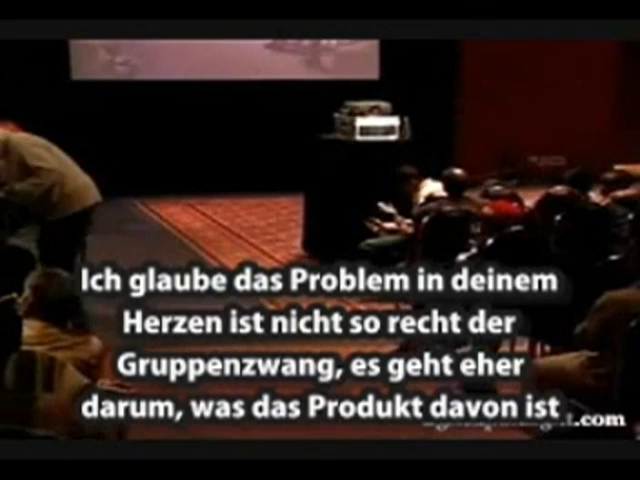 Ich glaube das Problem in deinem
Herzen ist nicht so recht der
Gruppenzwang, es geht eher
darum, was das Produkt davon ist
.com